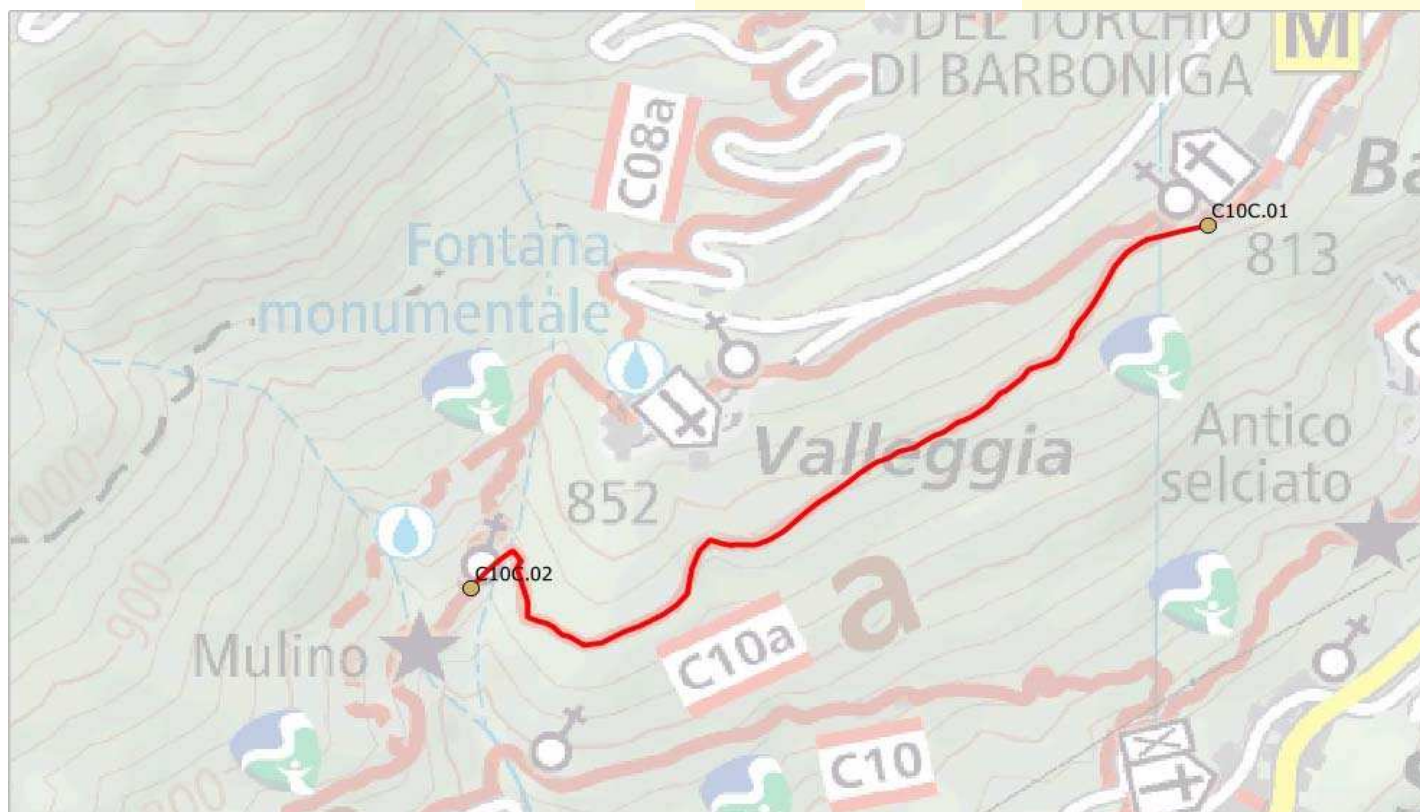 DEL TORCHIO
DI BARBONIGA
M
C08a
Ba
C10C.01
813
Fontana
monumentale
Valleggia
Antico
selciato
852
1000
C10C.02
900
a
C10a
Mulino
C10